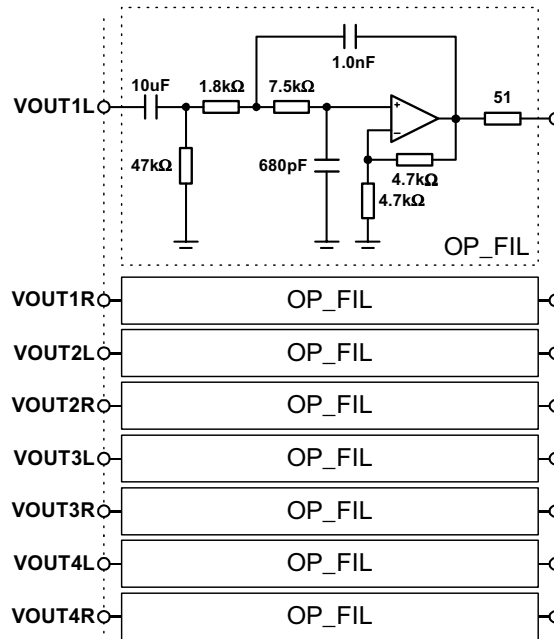 1.0nF
10uF 1.8kΩ 7.5kΩ 51
VOUT1L + −
47kΩ 680pF 4.7kΩ
4.7kΩ
OP_FIL
VOUT1R OP_FIL
VOUT2L OP_FIL
VOUT2R OP_FIL
VOUT3L OP_FIL
VOUT3R OP_FIL
VOUT4L OP_FIL
VOUT4R OP_FIL